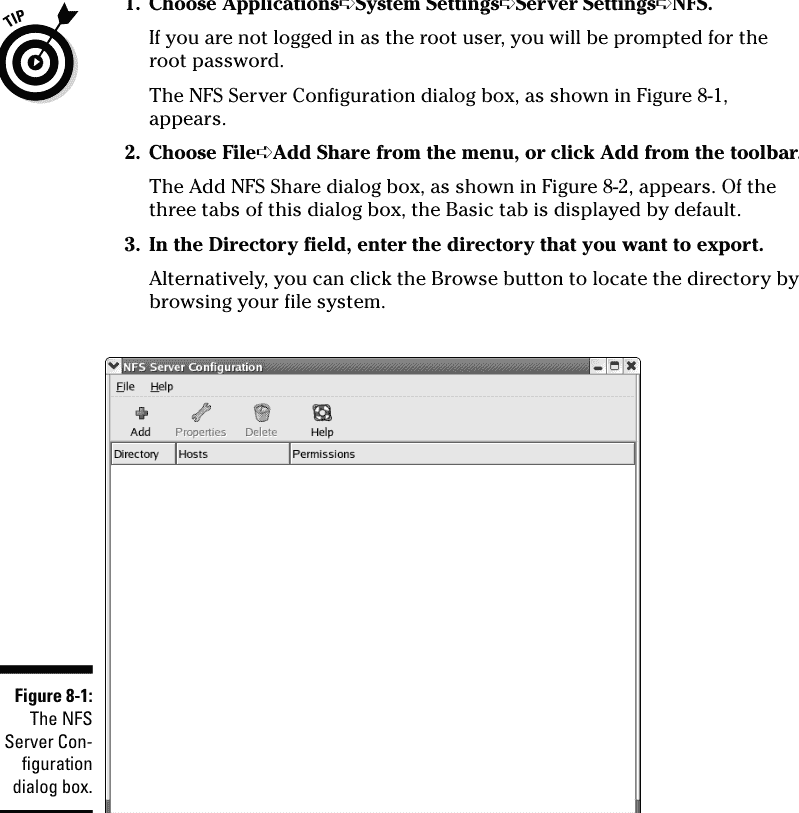 TIP
1. Choose Applications➪System Settings➪Server Settings➪NFS.
If you are not logged in as the root user, you will be prompted for the
root password.
The NFS Server Configuration dialog box, as shown in Figure 8-1,
appears.
2. Choose File➪Add Share from the menu, or click Add from the toolbar.
The Add NFS Share dialog box, as shown in Figure 8-2, appears. Of the
three tabs of this dialog box, the Basic tab is displayed by default.
3. In the Directory field, enter the directory that you want to export.
Alternatively, you can click the Browse button to locate the directory by
browsing your file system.
NFS Server Configuration
File Help
Add Properties Delete Help
Directory Hosts Permissions
Figure 8-1:
The NFS
Server Con-
figuration
dialog box.